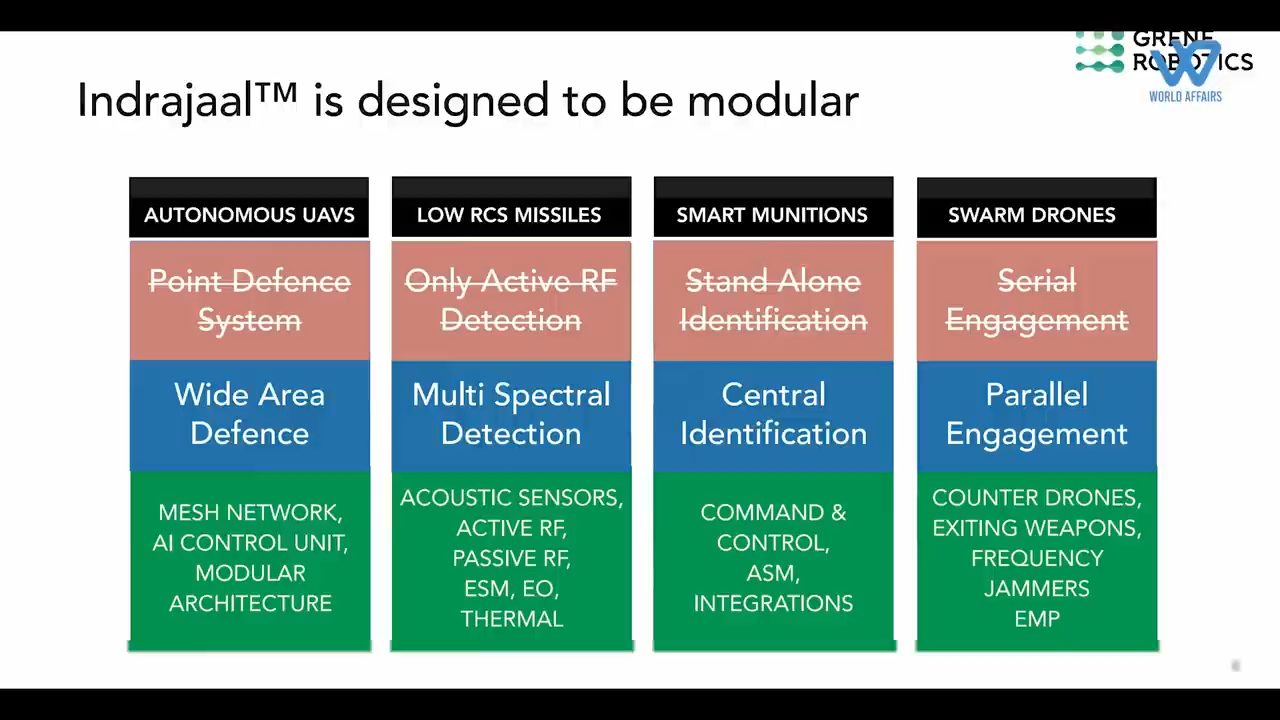 GRENE
ROBOTICS
WORLD AFFAIRS
Indrajaal™ is designed to be modular
AUTONOMOUS UAVS
Point Defence
System
Wide Area
Defence
MESH NETWORK,
AI CONTROL UNIT,
MODULAR
ARCHITECTURE
LOW RCS MISSILES
Only Active RF
Detection
Multi Spectral
Detection
ACOUSTIC SENSORS,
ACTIVE RF,
PASSIVE RF,
ESM, EO,
THERMAL
SMART MUNITIONS
Stand Alone
Identification
Central
Identification
COMMAND &
CONTROL,
ASM,
INTEGRATIONS
SWARM DRONES
Serial
Engagement
Parallel
Engagement
COUNTER DRONES,
EXITING WEAPONS,
FREQUENCY
JAMMERS
EMP